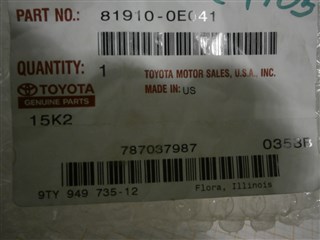 PART NO.: 81910-0E041
QUANTITY: 1 TOYOTA MOTOR SALES, U.S.A., INC.
TOYOTA MADE IN: US
GENUINE PARTS
15K2
787037987 0353R
9TY 949 735-12 Flora, Illinois